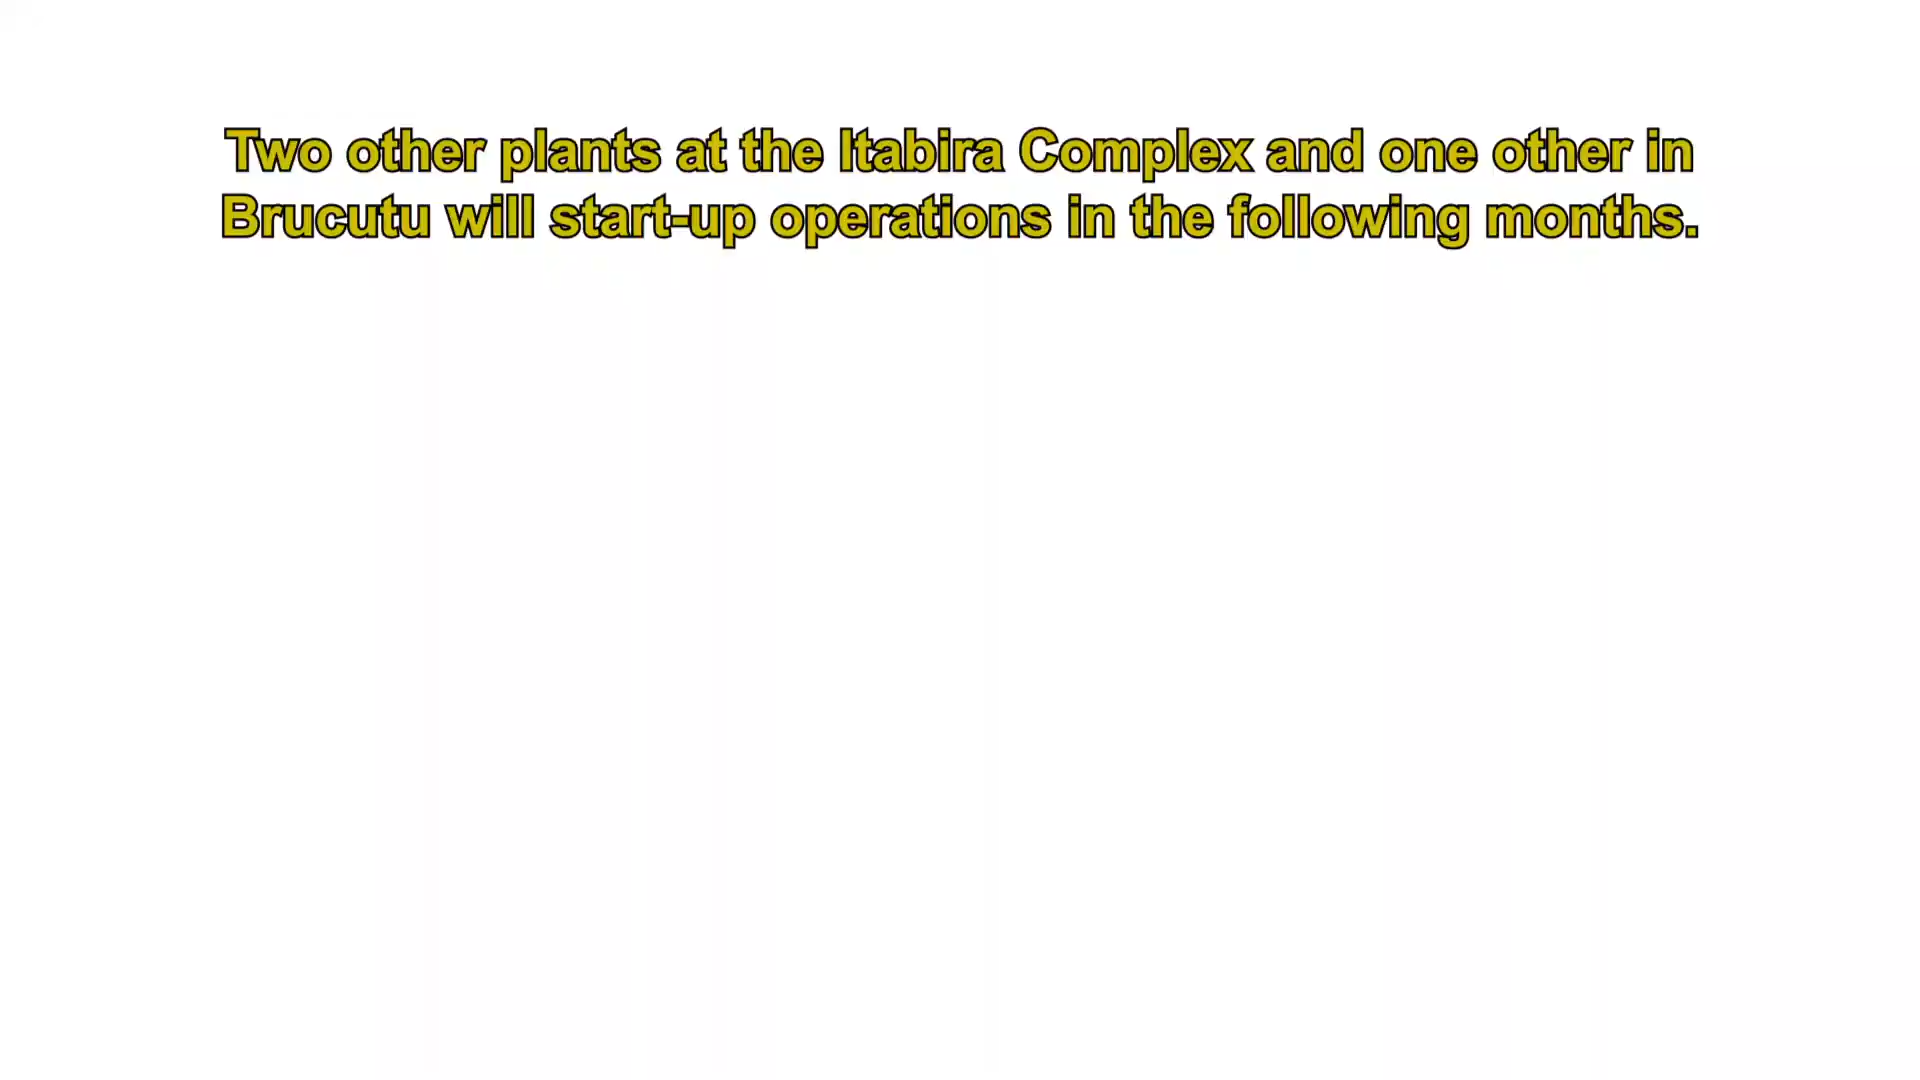 Two other plants at the Itabira Complex and one other in
Brucutu will start-up operations in the following months.